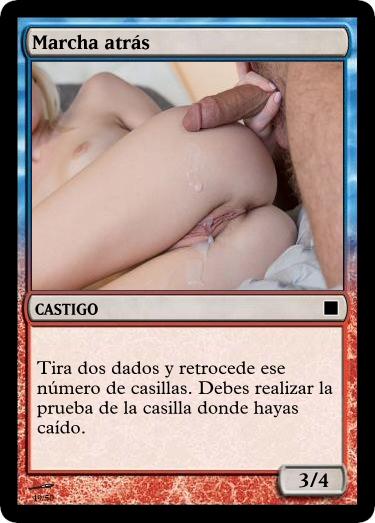 Marcha atrás
CASTIGO
Tira dos dados y retrocede ese
número de casillas. Debes realizar la
prueba de la casilla donde hayas
caído.
3/4